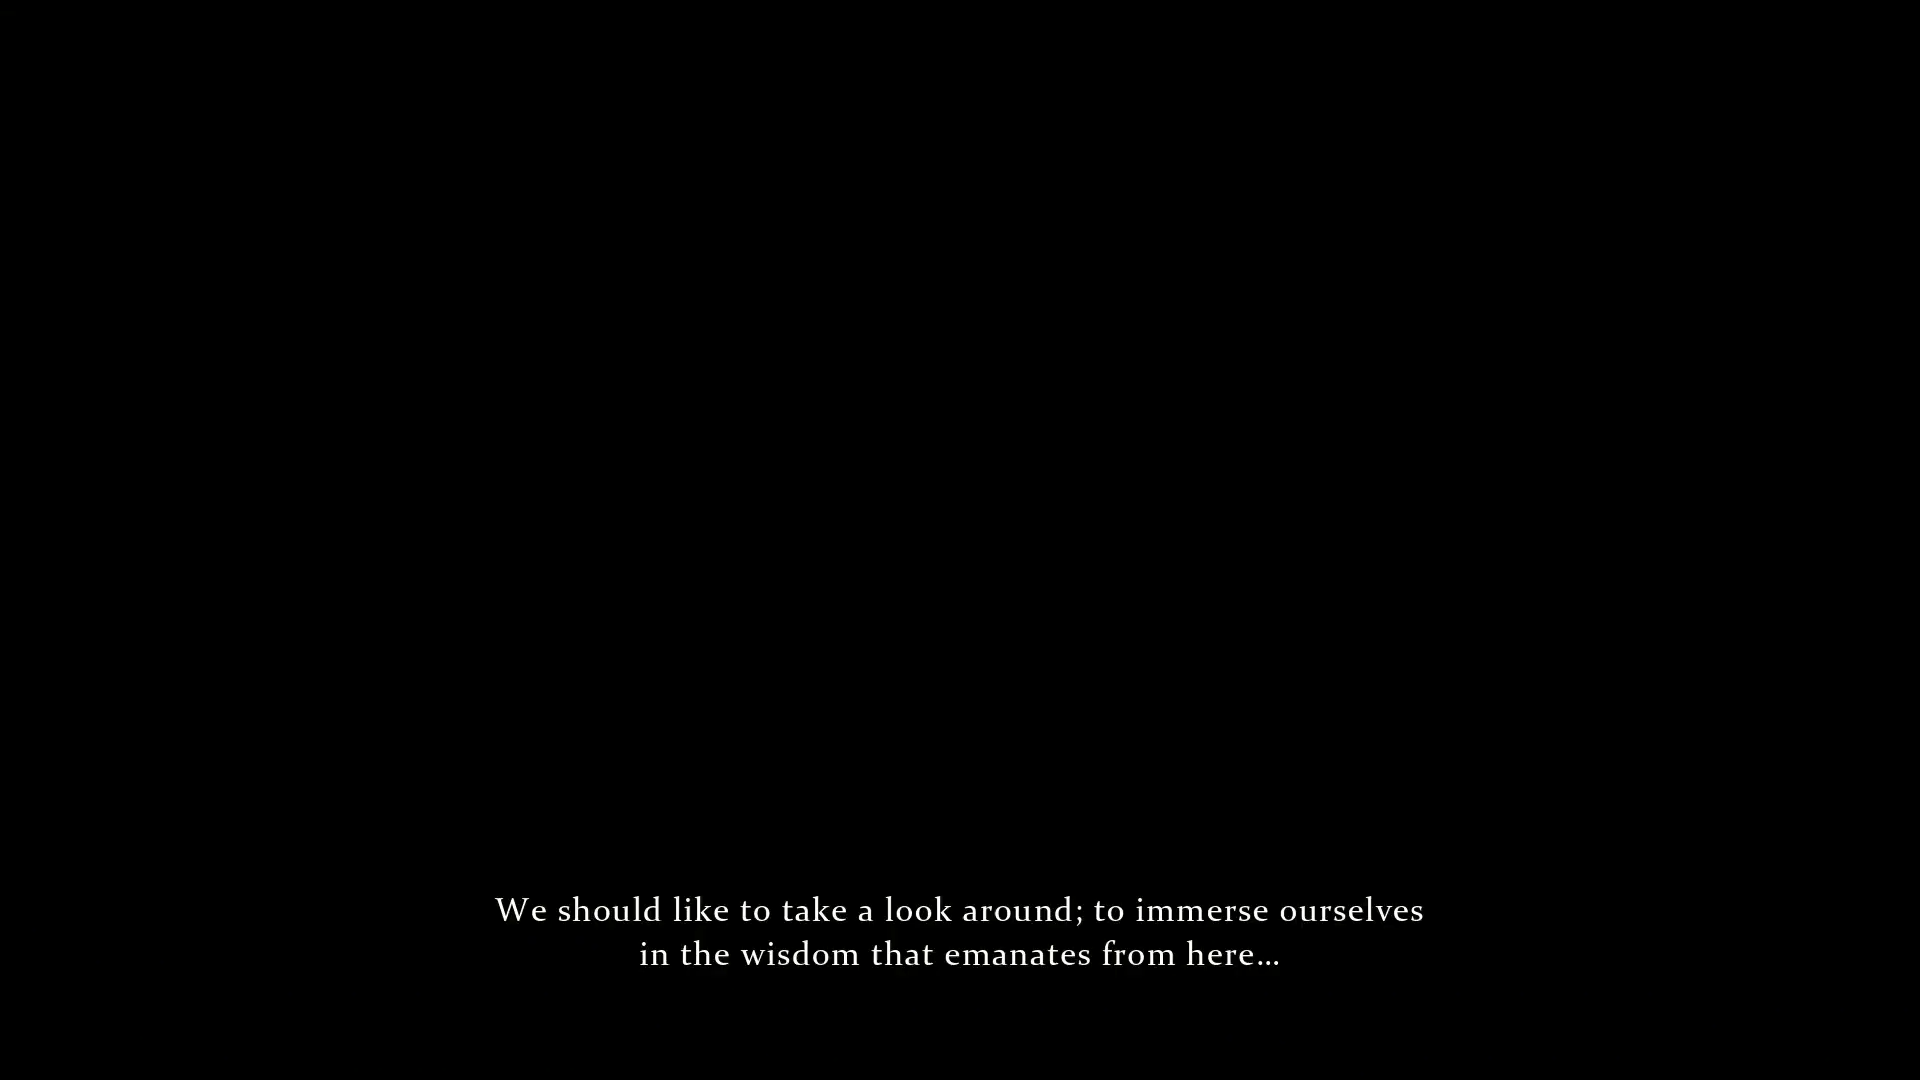 We should like to take a look around; to immerse ourselves
in the wisdom that emanates from here...